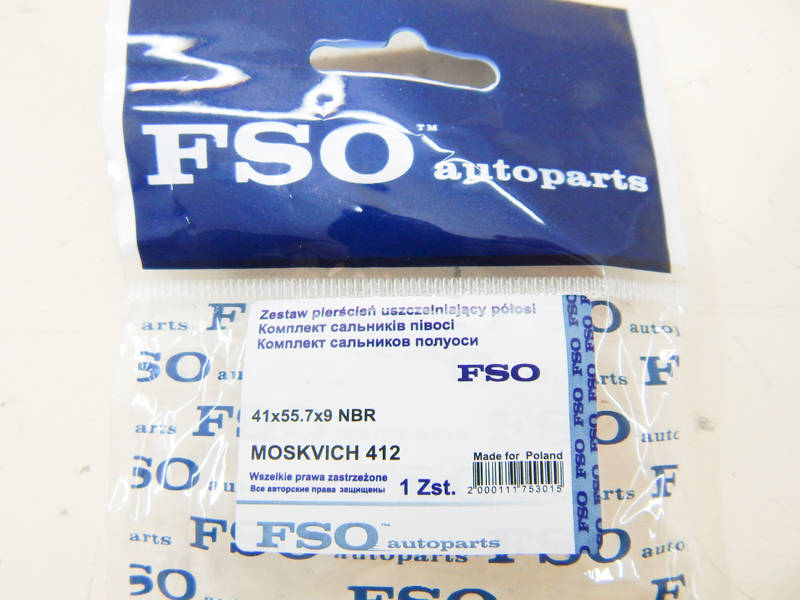 FSO™ autoparts
Zestaw pierścień uszczelniający półosi
Комплект сальників півосі
Комплект сальников полуоси
FSO
41x55.7x9 NBR
MOSKVICH 412
Made for Poland
Wszelkie prawa zastrzeżone
Все авторские права защищены
1 Zst.
2000111753015
FSO™ autoparts